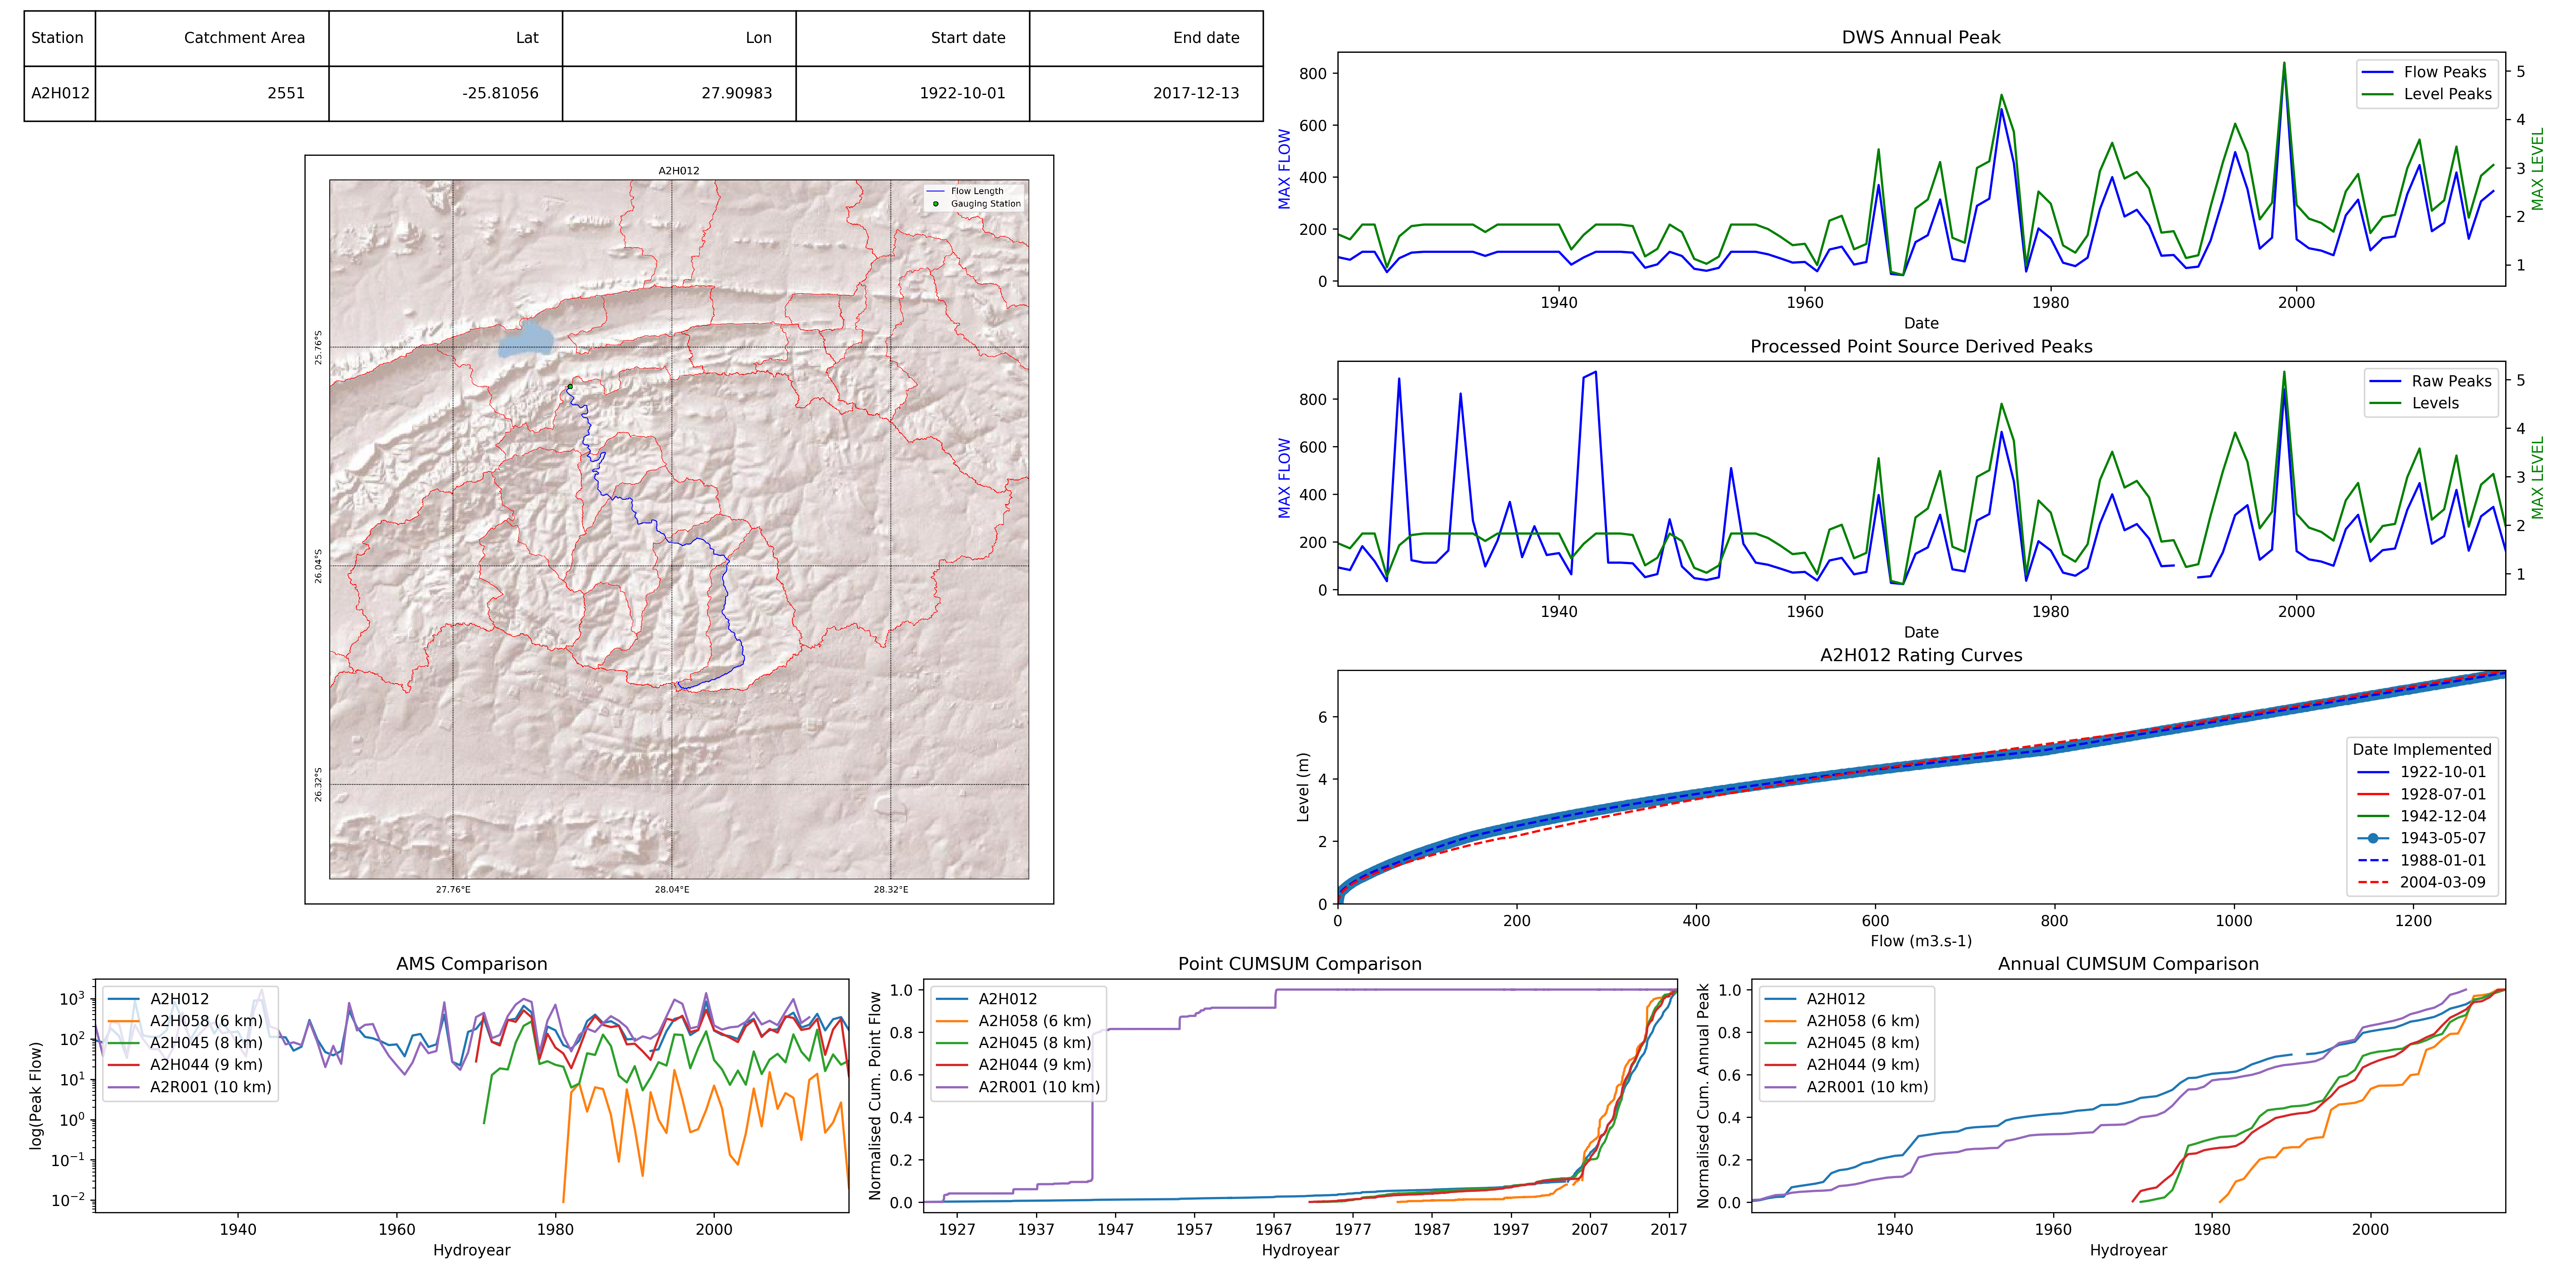 Station Catchment Area Lat Lon Start date End date
A2H012 2551 -25.81056 27.90983 1922-10-01 2017-12-13
A2H012
Flow Length
Gauging Station
25.76°S
26.04°S
26.32°S
27.76°E 28.04°E 28.32°E
DWS Annual Peak
MAX FLOW
800
600
400
200
0
Flow Peaks
Level Peaks
5
4
3
2
1
MAX LEVEL
1940 1960 1980 2000
Date
Processed Point Source Derived Peaks
MAX FLOW
800
600
400
200
0
Raw Peaks
Levels
5
4
3
2
1
MAX LEVEL
1940 1960 1980 2000
Date
A2H012 Rating Curves
Level (m)
6
4
2
0
Date Implemented
1922-10-01
1928-07-01
1942-12-04
1943-05-07
1988-01-01
2004-03-09
0 200 400 600 800 1000 1200
Flow (m3.s-1)
AMS Comparison
log(Peak Flow)
10³
10²
10¹
10⁰
10⁻¹
10⁻²
A2H012
A2H058 (6 km)
A2H045 (8 km)
A2H044 (9 km)
A2R001 (10 km)
1940 1960 1980 2000
Hydroyear
Point CUMSUM Comparison
Normalised Cum. Point Flow
1.0
0.8
0.6
0.4
0.2
0.0
A2H012
A2H058 (6 km)
A2H045 (8 km)
A2H044 (9 km)
A2R001 (10 km)
1927 1937 1947 1957 1967 1977 1987 1997 2007 2017
Hydroyear
Annual CUMSUM Comparison
Normalised Cum. Annual Peak
1.0
0.8
0.6
0.4
0.2
0.0
A2H012
A2H058 (6 km)
A2H045 (8 km)
A2H044 (9 km)
A2R001 (10 km)
1940 1960 1980 2000
Hydroyear